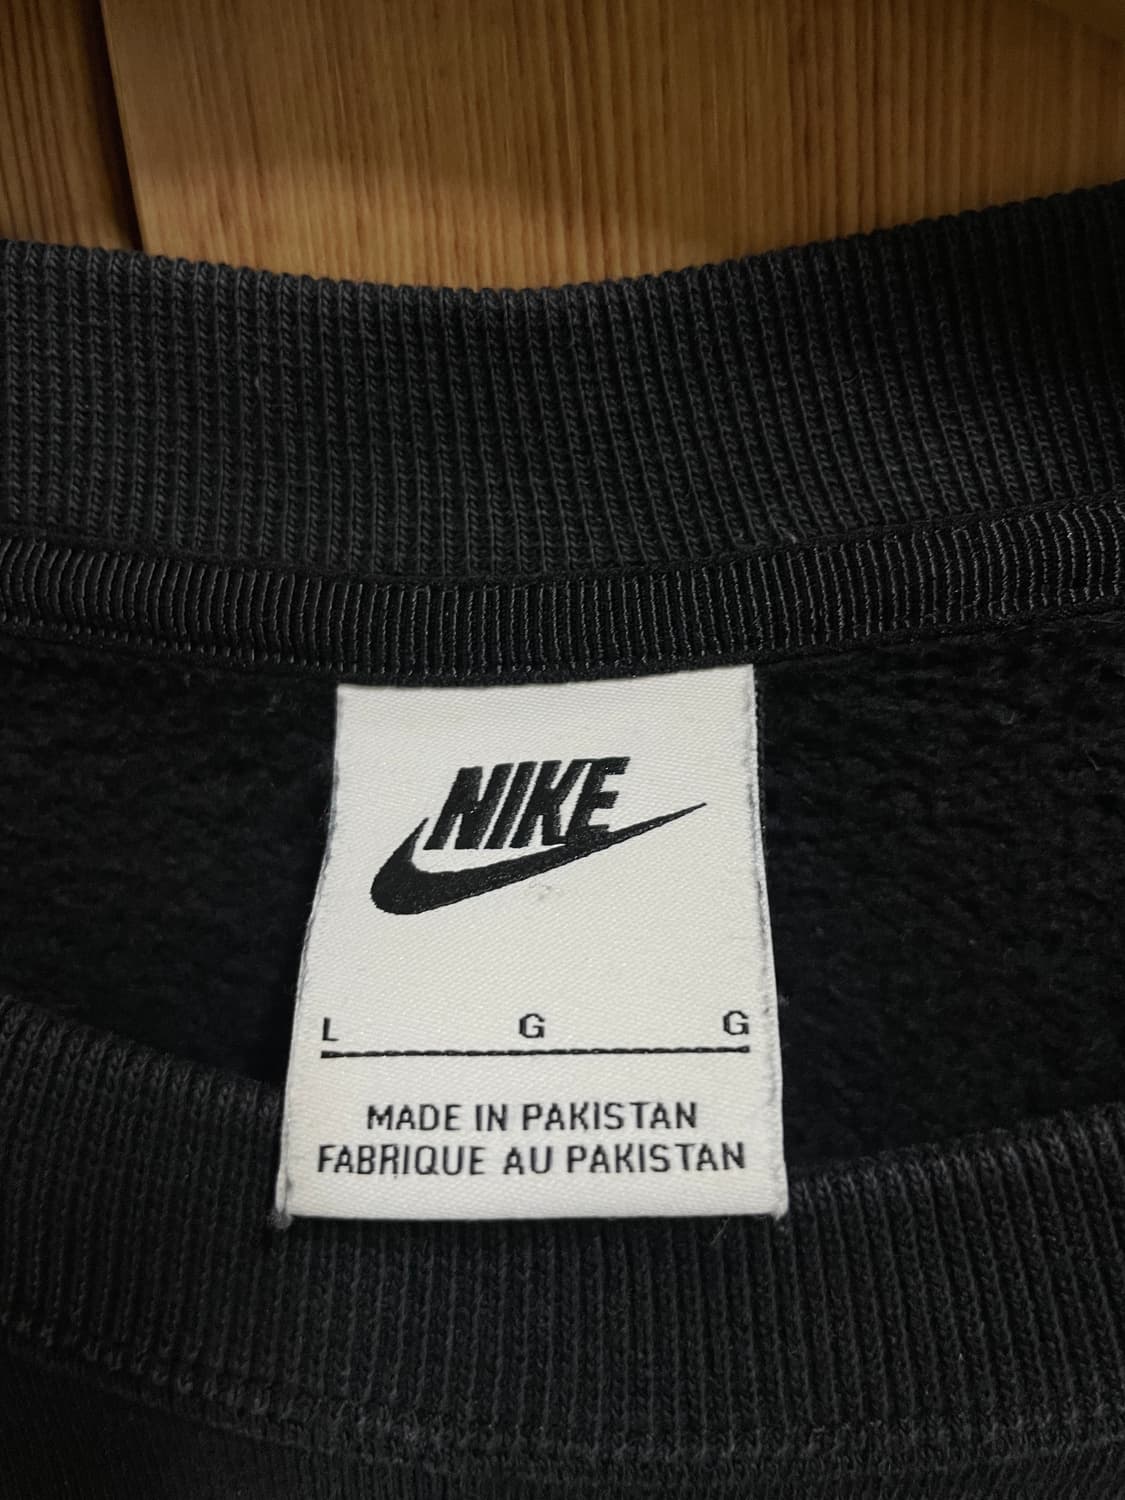 NIKE
L G G
MADE IN PAKISTAN
FABRIQUE AU PAKISTAN